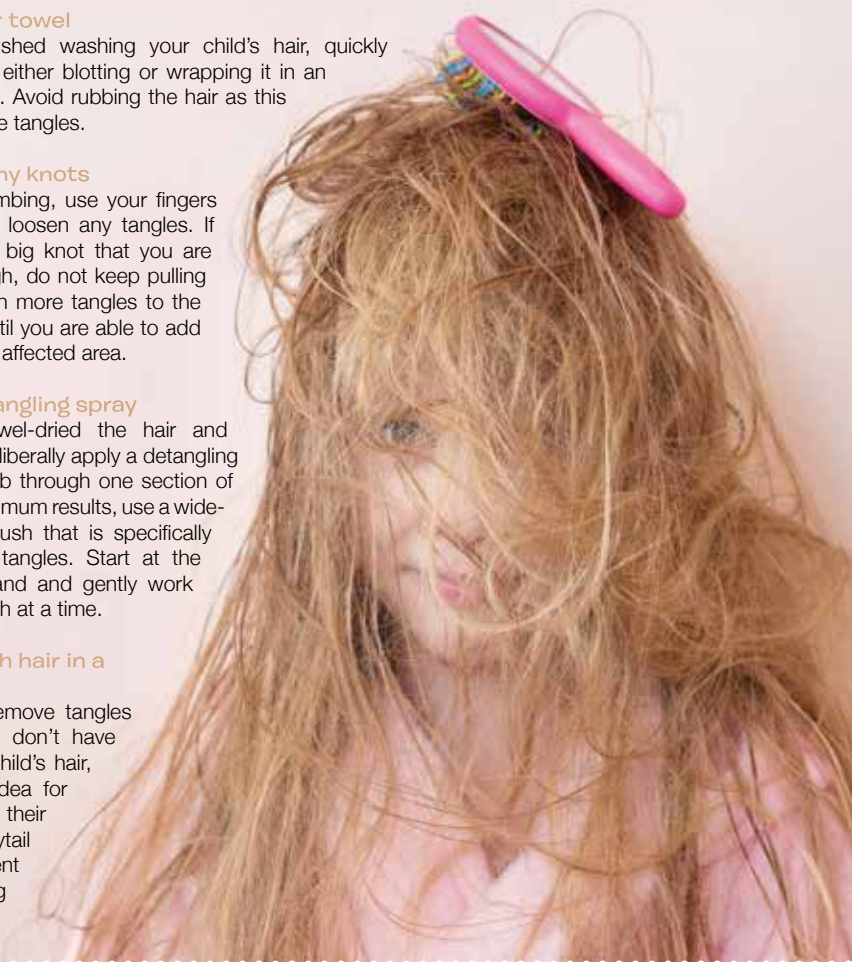 r towel
shed washing your child's hair, quickly
either blotting or wrapping it in an
. Avoid rubbing the hair as this
e tangles.
ny knots
mbing, use your fingers
loosen any tangles. If
big knot that you are
gh, do not keep pulling
n more tangles to the
til you are able to add
affected area.
angling spray
wel-dried the hair and
liberally apply a detangling
b through one section of
mum results, use a wide-
ush that is specifically
tangles. Start at the
and and gently work
h at a time.
h hair in a
emove tangles
don't have
hild's hair,
dea for
their
ytail
ent
g